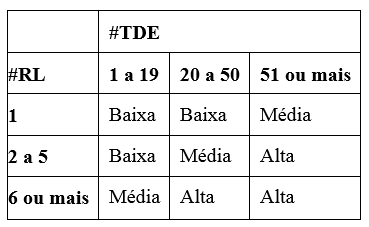 #TDE
#RL 1 a 19 20 a 50 51 ou mais
1 Baixa Baixa Média
2 a 5 Baixa Média Alta
6 ou mais Média Alta Alta